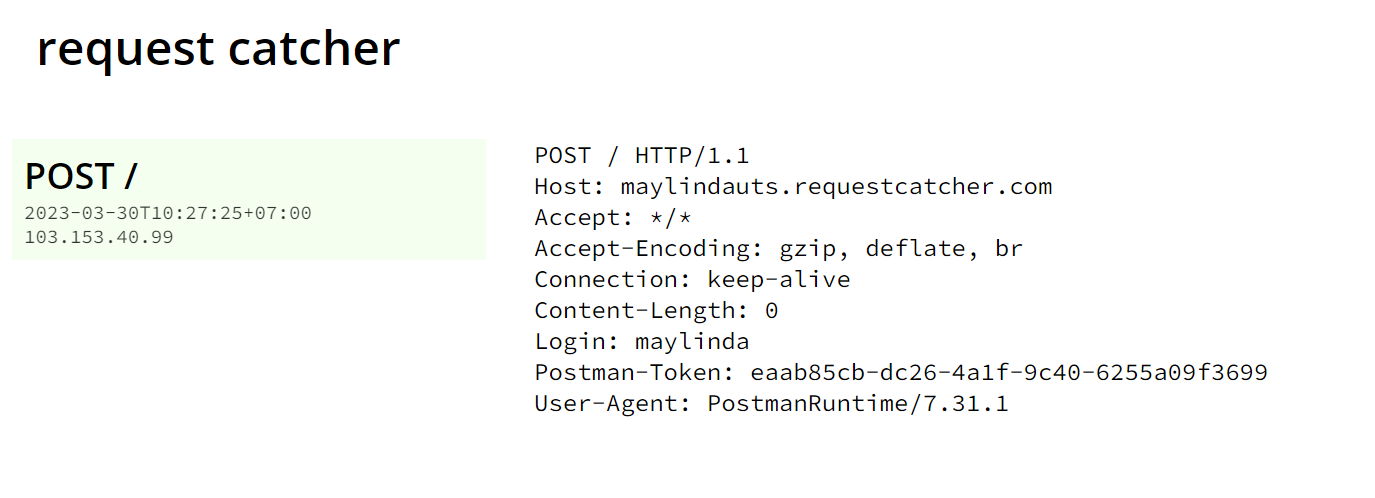 request catcher
POST /
2023-03-30T10:27:25+07:00
103.153.40.99
POST / HTTP/1.1
Host: maylindauts.requestcatcher.com
Accept: */*
Accept-Encoding: gzip, deflate, br
Connection: keep-alive
Content-Length: 0
Login: maylinda
Postman-Token: eaab85cb-dc26-4a1f-9c40-6255a09f3699
User-Agent: PostmanRuntime/7.31.1